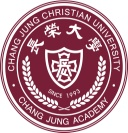 CHANG JUNG CHRISTIAN UNIVERSITY
長榮大學
SINCE 1993
CHANG JUNG ACADEMY